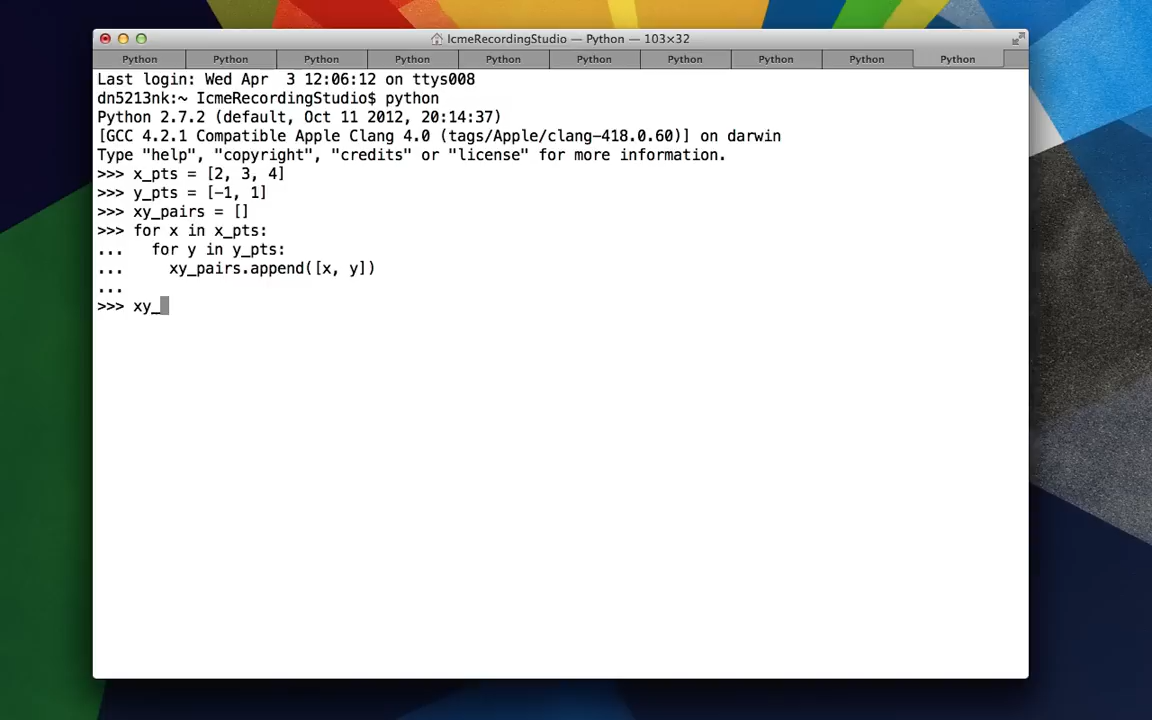 IcmeRecordingStudio — Python — 103×32
Python Python Python Python Python Python Python Python Python Python
Last login: Wed Apr  3 12:06:12 on ttys008
dn5213nk:~ IcmeRecordingStudio$ python
Python 2.7.2 (default, Oct 11 2012, 20:14:37)
[GCC 4.2.1 Compatible Apple Clang 4.0 (tags/Apple/clang-418.0.60)] on darwin
Type "help", "copyright", "credits" or "license" for more information.
>>> x_pts = [2, 3, 4]
>>> y_pts = [-1, 1]
>>> xy_pairs = []
>>> for x in x_pts:
...   for y in y_pts:
...     xy_pairs.append([x, y])
...
>>> xy_